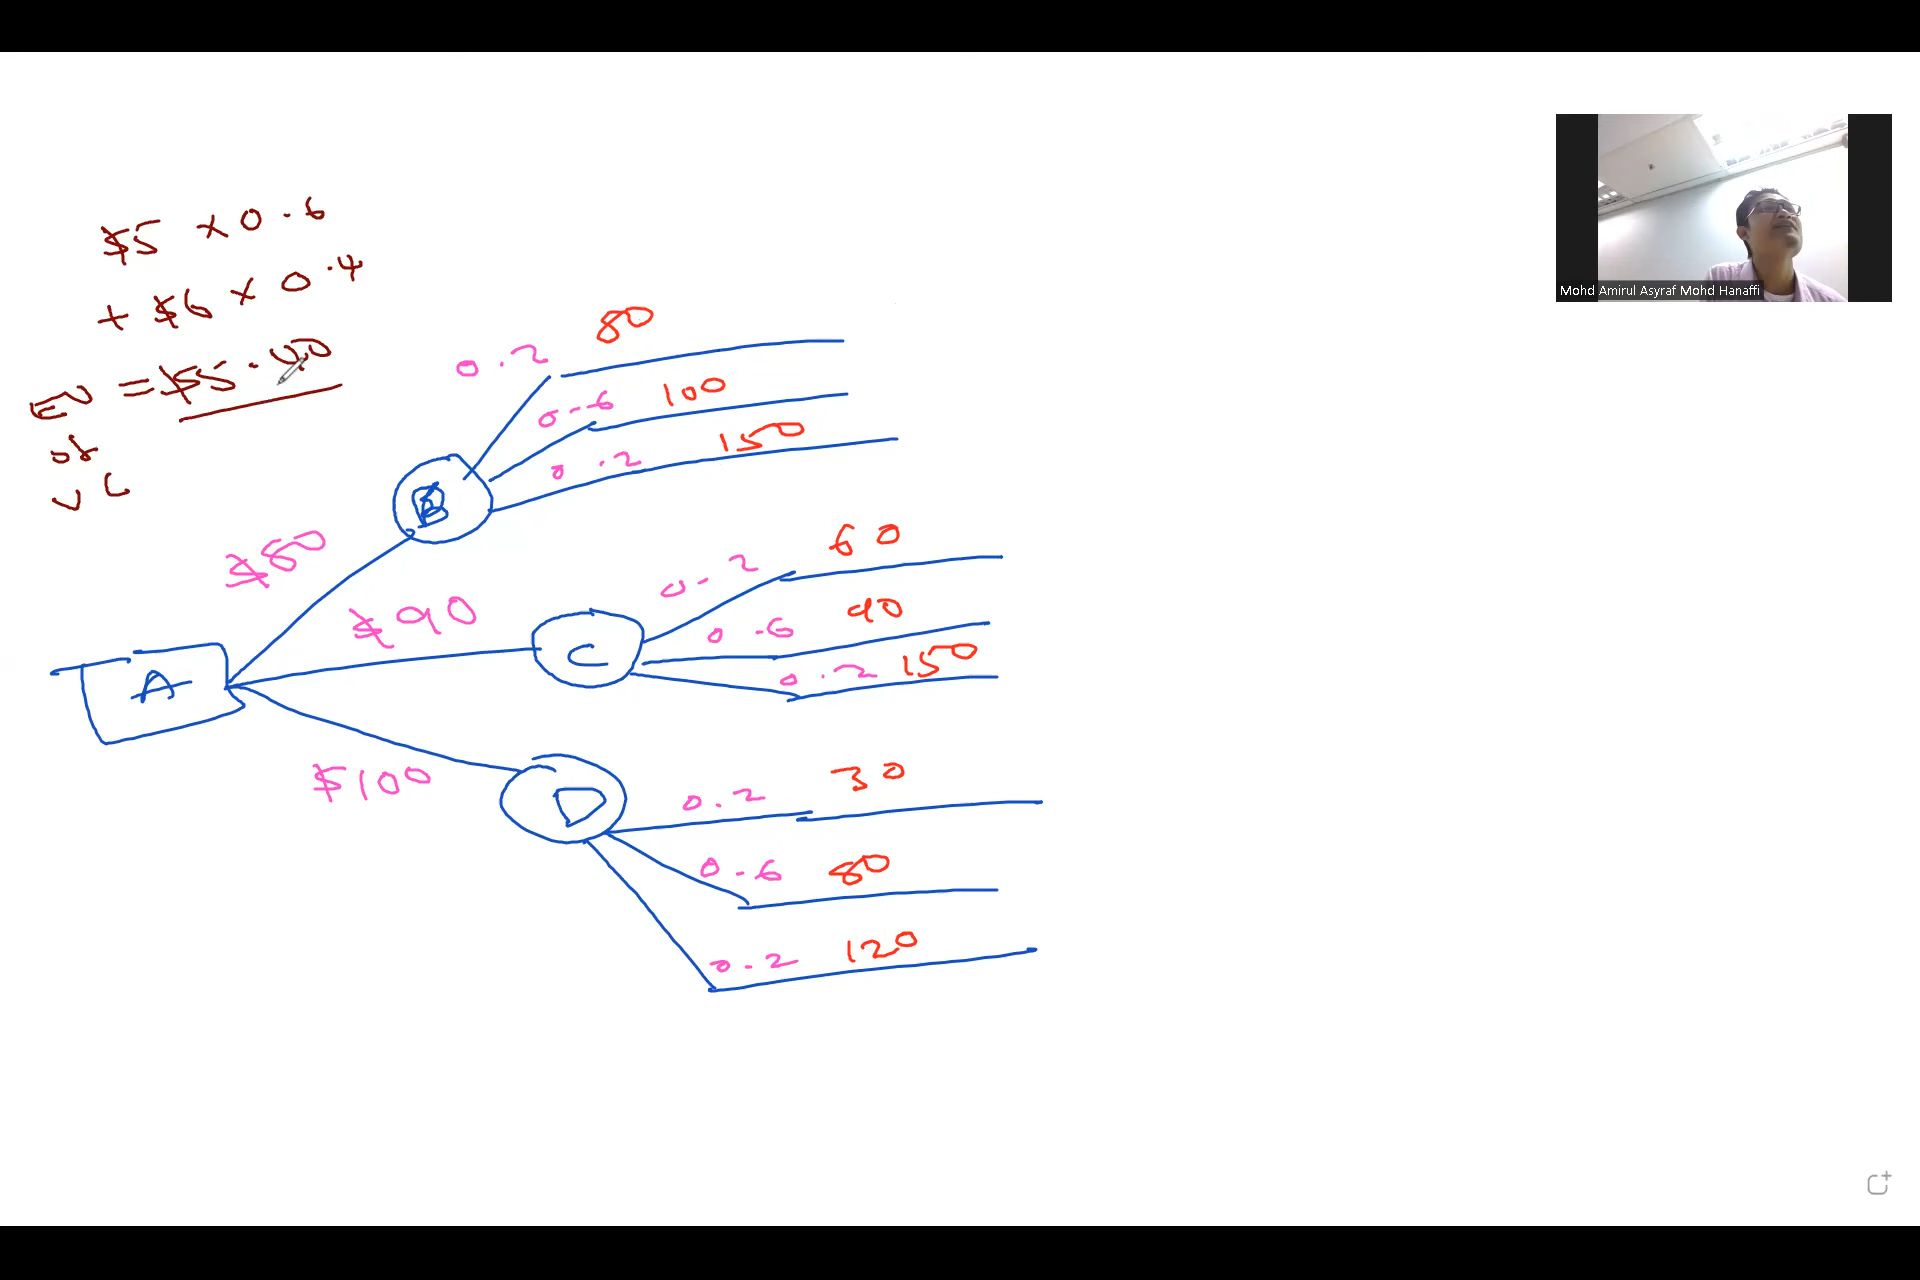 $5 × 0.6
+ $6 × 0.4
EV = $55.40
of
VC
0.2 80
0.6 100
0.2 150
B
$80
$90
$100
A
C
0.2 60
0.6 90
0.2 150
D
0.2 30
0.6 80
0.2 120
Mohd Amirul Asyraf Mohd Hanaffi